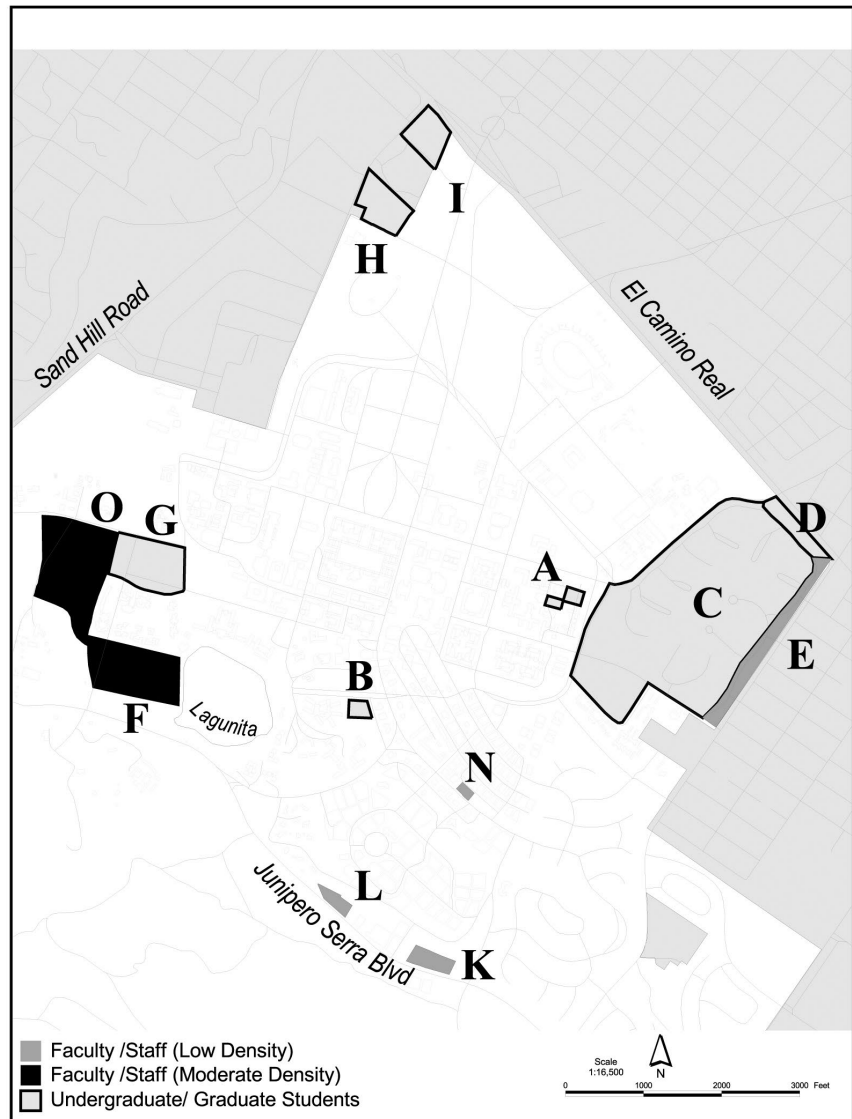 I
H
Sand Hill Road
El Camino Real
O
G
D
A
C
E
B
F
Lagunita
N
L
Junipero Serra Blvd
K
Faculty /Staff (Low Density)
Faculty /Staff (Moderate Density)
Undergraduate/ Graduate Students
Scale
1:16,500
N
0 1000 2000 3000 Feet